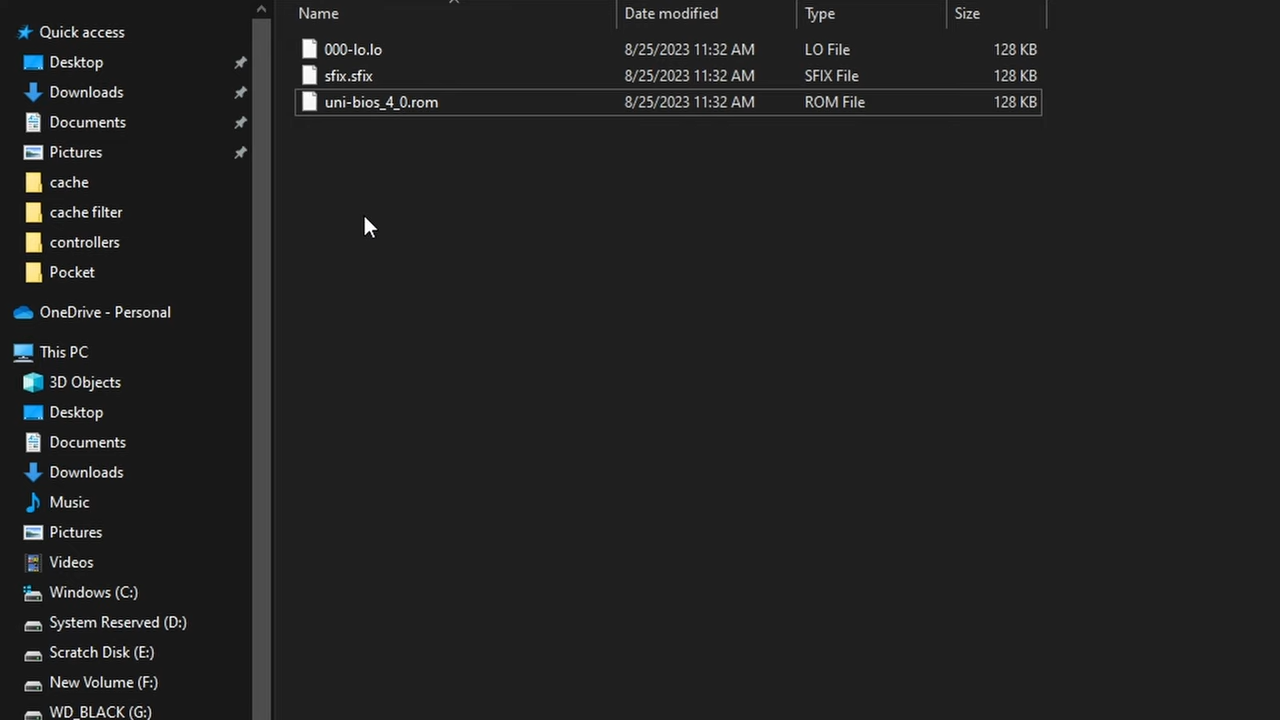 Name Date modified Type Size
000-lo.lo 8/25/2023 11:32 AM LO File 128 KB
sfix.sfix 8/25/2023 11:32 AM SFIX File 128 KB
uni-bios_4_0.rom 8/25/2023 11:32 AM ROM File 128 KB
Quick access
Desktop
Downloads
Documents
Pictures
cache
cache filter
controllers
Pocket
OneDrive - Personal
This PC
3D Objects
Desktop
Documents
Downloads
Music
Pictures
Videos
Windows (C:)
System Reserved (D:)
Scratch Disk (E:)
New Volume (F:)
WD_BLACK (G:)